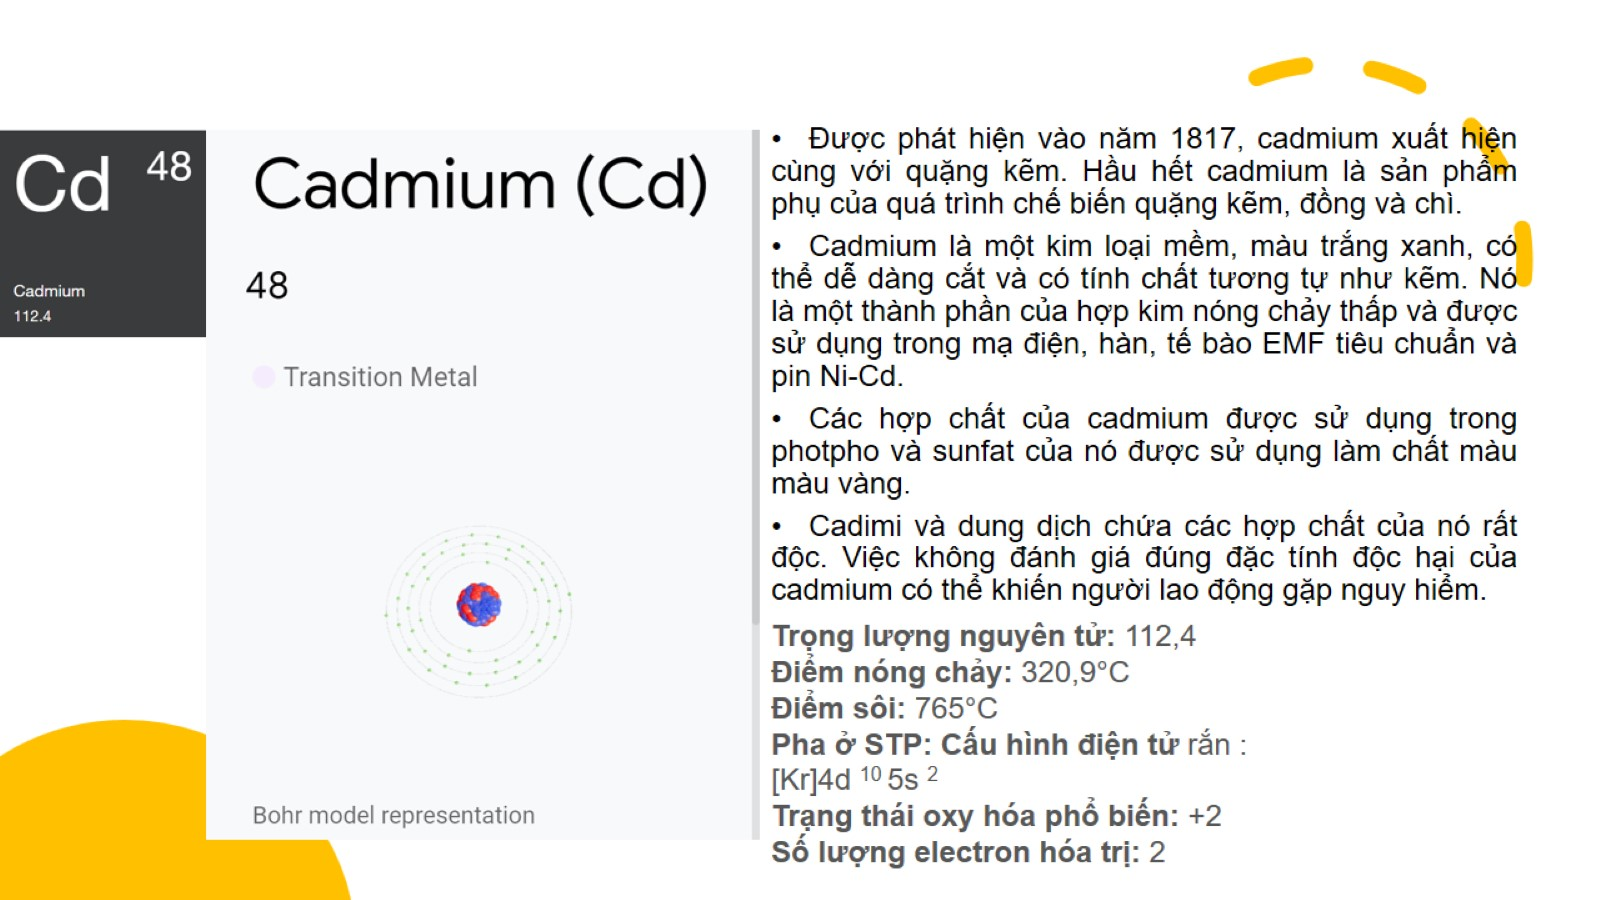 Cd 48
Cadmium
112.4
Cadmium (Cd)
48
Transition Metal
Bohr model representation
• Được phát hiện vào năm 1817, cadmium xuất hiện
cùng với quặng kẽm. Hầu hết cadmium là sản phẩm
phụ của quá trình chế biến quặng kẽm, đồng và chì.
• Cadmium là một kim loại mềm, màu trắng xanh, có
thể dễ dàng cắt và có tính chất tương tự như kẽm. Nó
là một thành phần của hợp kim nóng chảy thấp và được
sử dụng trong mạ điện, hàn, tế bào EMF tiêu chuẩn và
pin Ni-Cd.
• Các hợp chất của cadmium được sử dụng trong
photpho và sunfat của nó được sử dụng làm chất màu
màu vàng.
• Cadimi và dung dịch chứa các hợp chất của nó rất
độc. Việc không đánh giá đúng đặc tính độc hại của
cadmium có thể khiến người lao động gặp nguy hiểm.
Trọng lượng nguyên tử: 112,4
Điểm nóng chảy: 320,9°C
Điểm sôi: 765°C
Pha ở STP: Cấu hình điện tử rắn :
[Kr]4d ¹⁰ 5s ²
Trạng thái oxy hóa phổ biến: +2
Số lượng electron hóa trị: 2